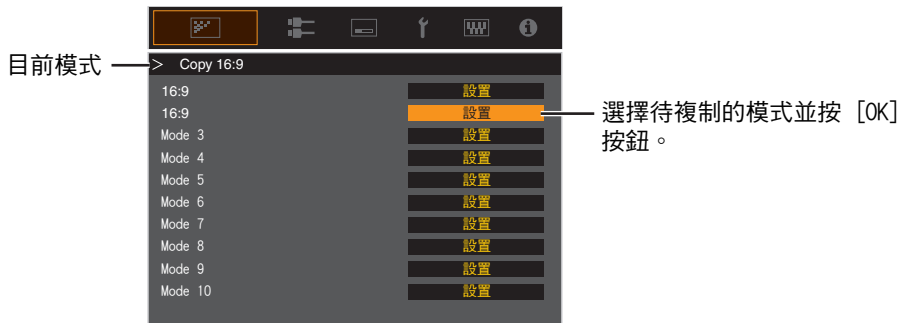 目前模式
> Copy 16:9
16:9 設置
16:9 設置
Mode 3 設置
Mode 4 設置
Mode 5 設置
Mode 6 設置
Mode 7 設置
Mode 8 設置
Mode 9 設置
Mode 10 設置
選擇待複制的模式並按 [OK]
按鈕。